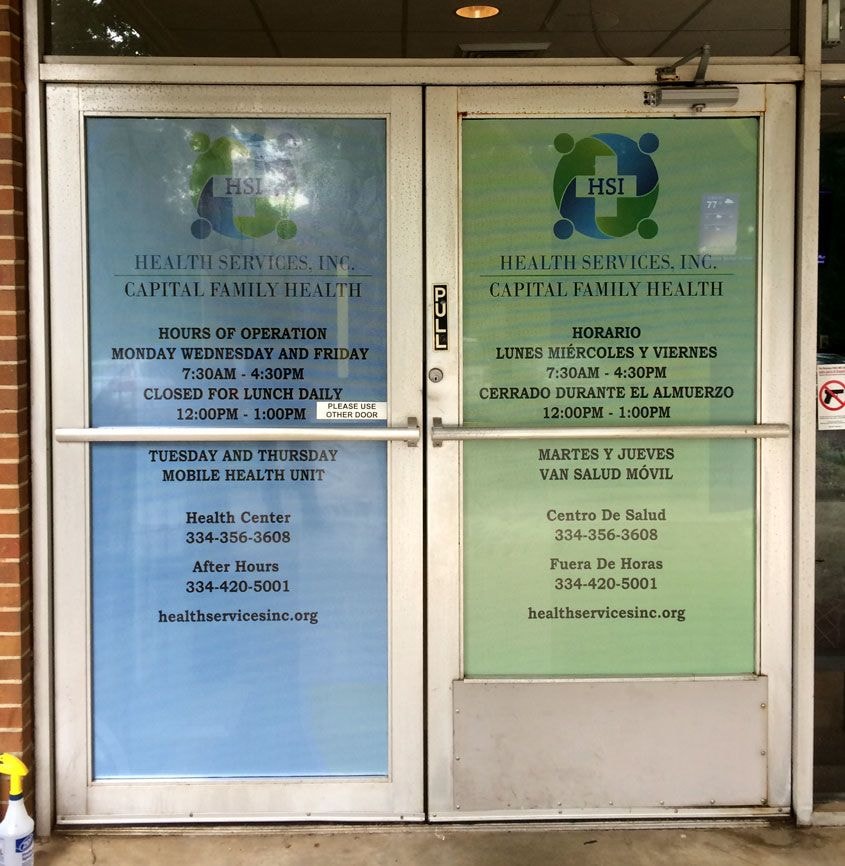 HSI
HEALTH SERVICES, INC.
CAPITAL FAMILY HEALTH
HOURS OF OPERATION
MONDAY WEDNESDAY AND FRIDAY
7:30AM - 4:30PM
CLOSED FOR LUNCH DAILY
12:00PM - 1:00PM
PLEASE USE
OTHER DOOR
TUESDAY AND THURSDAY
MOBILE HEALTH UNIT
Health Center
334-356-3608
After Hours
334-420-5001
healthservicesinc.org
PULL
HSI
HEALTH SERVICES, INC.
CAPITAL FAMILY HEALTH
HORARIO
LUNES MIÉRCOLES Y VIERNES
7:30AM - 4:30PM
CERRADO DURANTE EL ALMUERZO
12:00PM - 1:00PM
MARTES Y JUEVES
VAN SALUD MÓVIL
Centro De Salud
334-356-3608
Fuera De Horas
334-420-5001
healthservicesinc.org
77